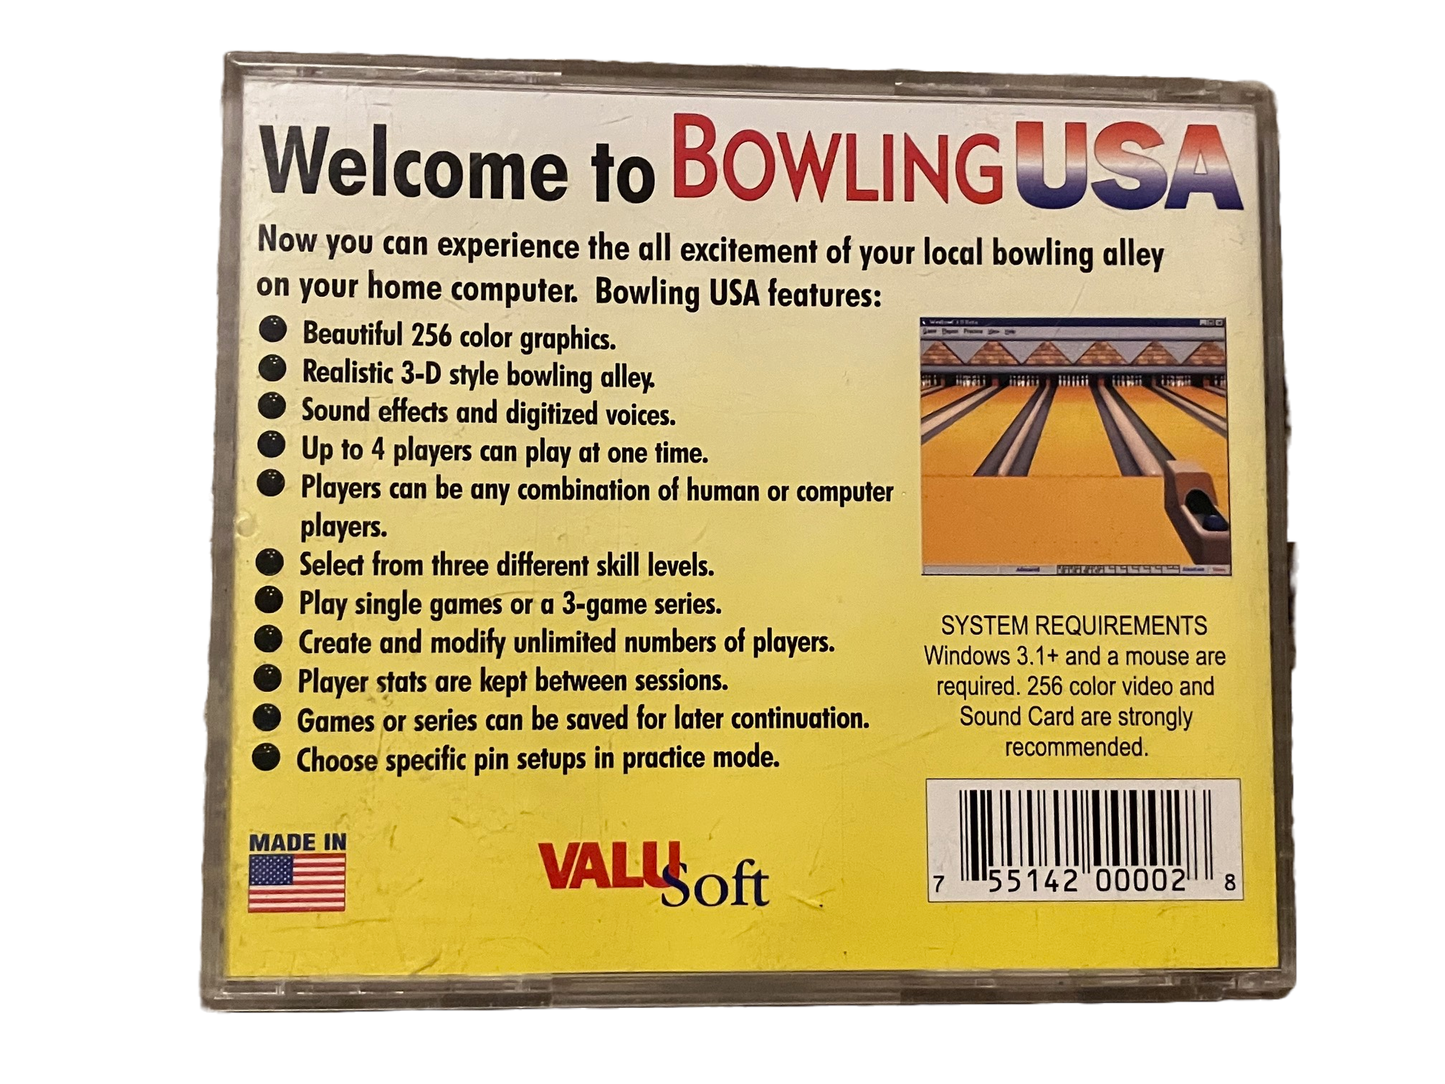 Welcome to BOWLING USA
Now you can experience the all excitement of your local bowling alley
on your home computer. Bowling USA features:
Beautiful 256 color graphics.
Realistic 3-D style bowling alley.
Sound effects and digitized voices.
Up to 4 players can play at one time.
Players can be any combination of human or computer
players.
Select from three different skill levels.
Play single games or a 3-game series.
Create and modify unlimited numbers of players.
Player stats are kept between sessions.
Games or series can be saved for later continuation.
Choose specific pin setups in practice mode.
SYSTEM REQUIREMENTS
Windows 3.1+ and a mouse are
required. 256 color video and
Sound Card are strongly
recommended.
MADE IN
VALUSoft
7 55142 00002 8